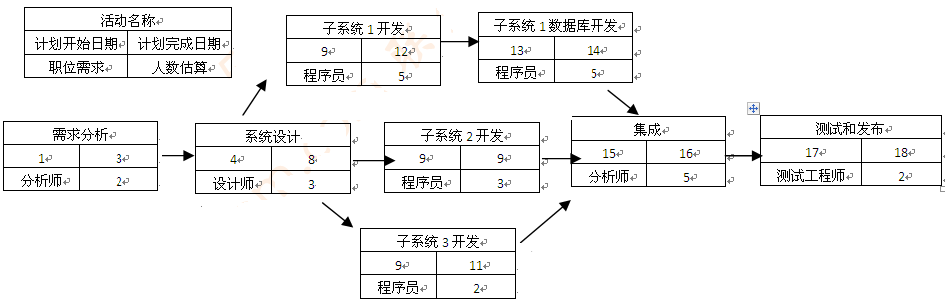 活动名称
计划开始日期 计划完成日期
职位需求 人数估算
子系统 1 开发
9 12
程序员 5
子系统 1 数据库开发
13 14
程序员 5
需求分析
1 3
分析师 2
系统设计
4 8
设计师 3
子系统 2 开发
9 9
程序员 3
集成
15 16
分析师 5
测试和发布
17 18
测试工程师 2
子系统 3 开发
9 11
程序员 2